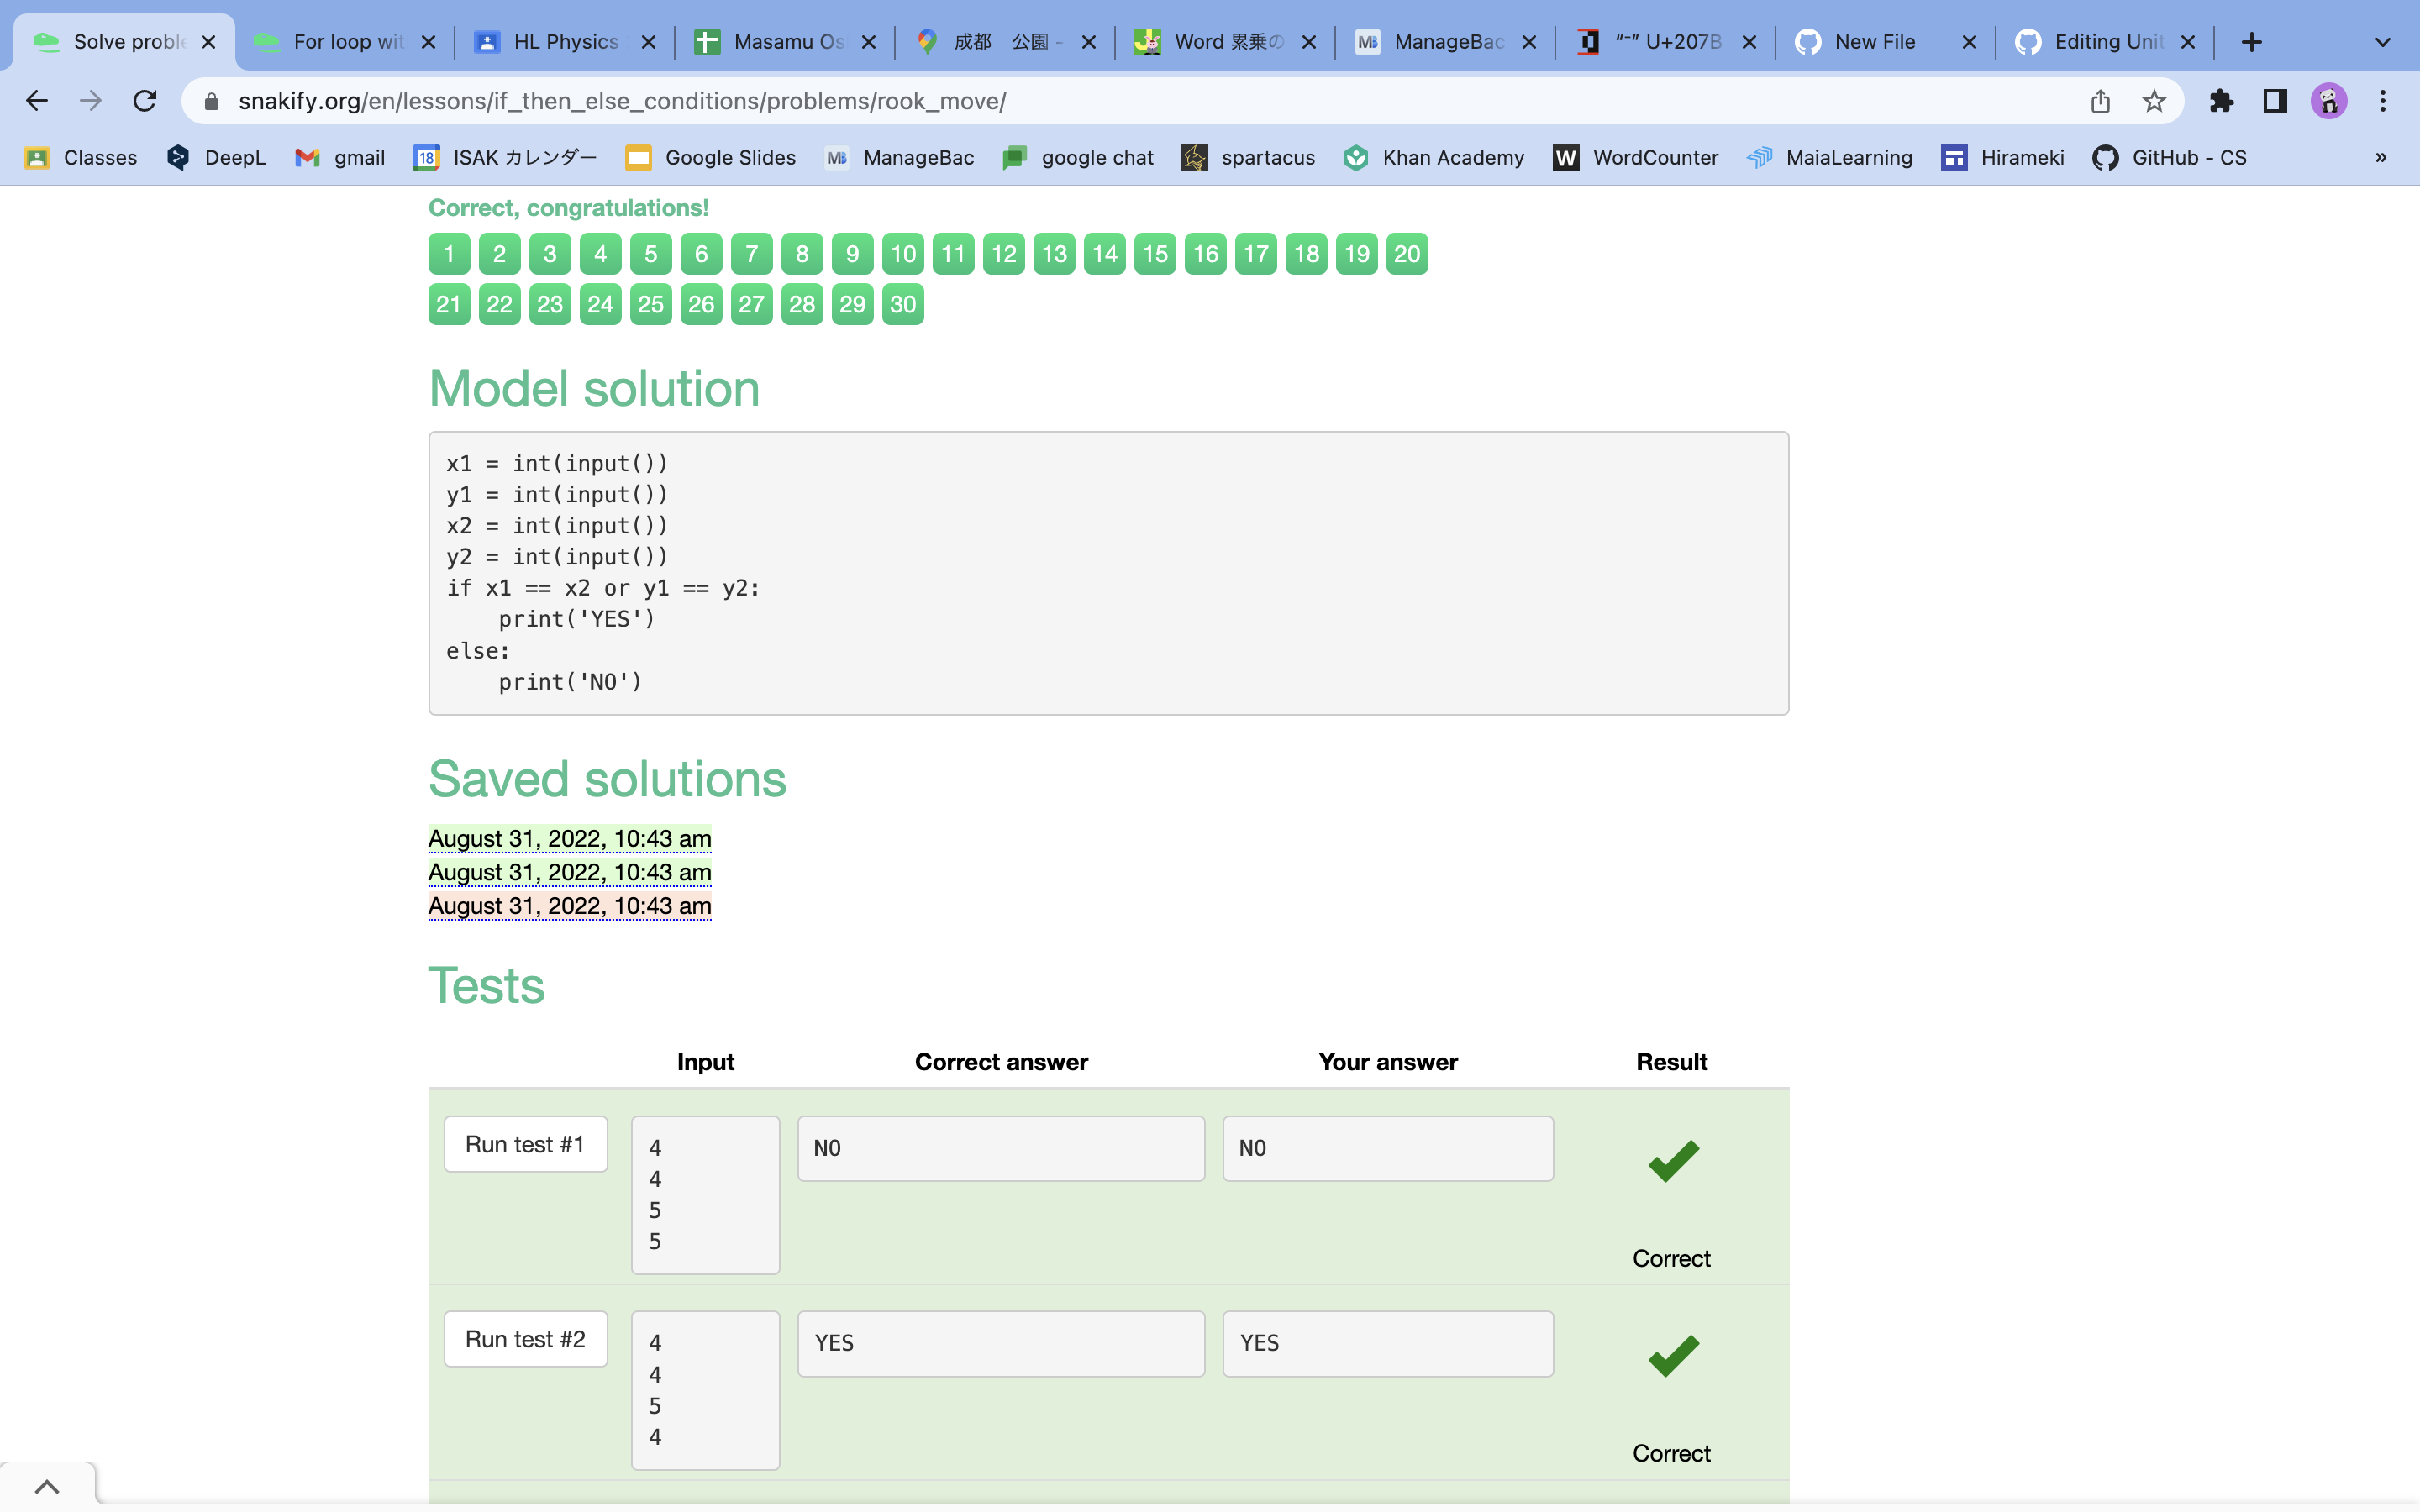 Solve proble
For loop wit
HL Physics
Masamu Os
成都 公園 -
Word 累乗の
ManageBac
"⁻" U+207B
New File
Editing Unit
snakify.org/en/lessons/if_then_else_conditions/problems/rook_move/
Classes
DeepL
gmail
18
ISAK カレンダー
Google Slides
MB
ManageBac
google chat
spartacus
Khan Academy
W
WordCounter
MaiaLearning
Hirameki
GitHub - CS
»
Correct, congratulations!
1 2 3 4 5 6 7 8 9 10 11 12 13 14 15 16 17 18 19 20
21 22 23 24 25 26 27 28 29 30
Model solution
x1 = int(input())
y1 = int(input())
x2 = int(input())
y2 = int(input())
if x1 == x2 or y1 == y2:
    print('YES')
else:
    print('NO')
Saved solutions
August 31, 2022, 10:43 am
August 31, 2022, 10:43 am
August 31, 2022, 10:43 am
Tests
Input Correct answer Your answer Result
Run test #1
4
4
5
5
NO
NO
Correct
Run test #2
4
4
5
4
YES
YES
Correct